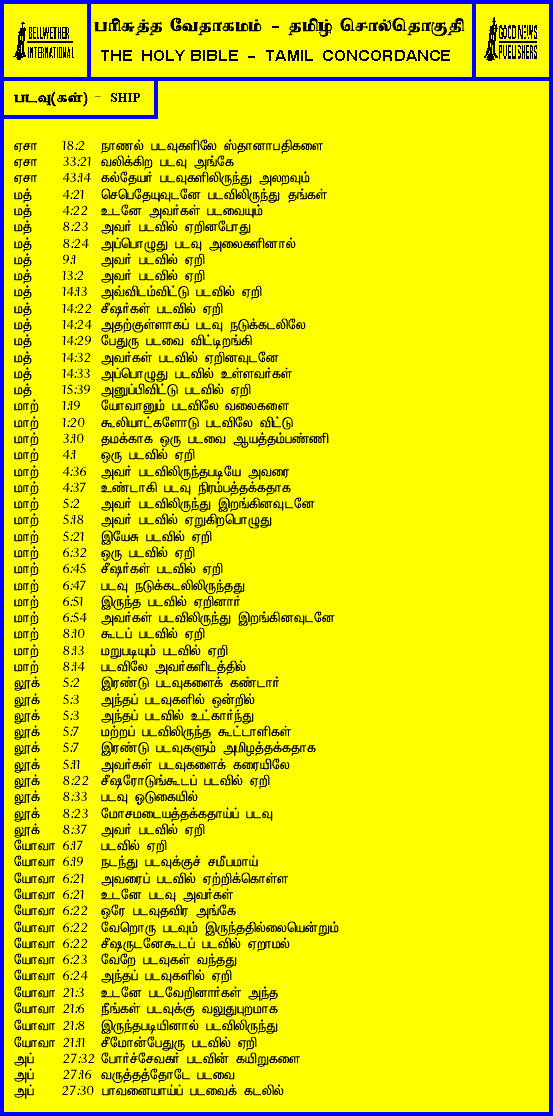 BELLWETHER
INTERNATIONAL
பரிசுத்த வேதாகமம் - தமிழ் சொல்தொகுதி
THE HOLY BIBLE - TAMIL CONCORDANCE
GOOD NEWS
PUBLISHERS
படவு(கள்) - SHIP
ஏசா 18:2 நாணல் படவுகளிலே ஸ்தானாபதிகளை
ஏசா 33:21 வலிக்கிற படவு அங்கே
ஏசா 43:14 கல்தேயர் படவுகளிலிருந்து அலறவும்
மத் 4:21 செபெதேயுவுடனே படவிலிருந்து தங்கள்
மத் 4:22 உடனே அவர்கள் படவையும்
மத் 8:23 அவர் படவில் ஏறினபோது
மத் 8:24 அப்பொழுது படவு அலைகளினால்
மத் 9:1 அவர் படவில் ஏறி
மத் 13:2 அவர் படவில் ஏறி
மத் 14:13 அவ்விடம்விட்டு படவில் ஏறி
மத் 14:22 சீஷர்கள் படவில் ஏறி
மத் 14:24 அதற்குள்ளாகப் படவு நடுக்கடலிலே
மத் 14:29 பேதுரு படவை விட்டிறங்கி
மத் 14:32 அவர்கள் படவில் ஏறினவுடனே
மத் 14:33 அப்பொழுது படவில் உள்ளவர்கள்
மத் 15:39 அனுப்பிவிட்டு படவில் ஏறி
மாற் 1:19 யோவானும் படவிலே வலைகளை
மாற் 1:20 கூலியாட்களோடு படவிலே விட்டு
மாற் 3:10 தமக்காக ஒரு படவை ஆயத்தம்பண்ணி
மாற் 4:1 ஒரு படவில் ஏறி
மாற் 4:36 அவர் படவிலிருந்தபடியே அவரை
மாற் 4:37 உண்டாகி படவு நிரம்பத்தக்கதாக
மாற் 5:2 அவர் படவிலிருந்து இறங்கினவுடனே
மாற் 5:18 அவர் படவில் ஏறுகிறபொழுது
மாற் 5:21 இயேசு படவில் ஏறி
மாற் 6:32 ஒரு படவில் ஏறி
மாற் 6:45 சீஷர்கள் படவில் ஏறி
மாற் 6:47 படவு நடுக்கடலிலிருந்தது
மாற் 6:51 இருந்த படவில் ஏறினார்
மாற் 6:54 அவர்கள் படவிலிருந்து இறங்கினவுடனே
மாற் 8:10 கூடப் படவில் ஏறி
மாற் 8:13 மறுபடியும் படவில் ஏறி
மாற் 8:14 படவிலே அவர்களிடத்தில்
லூக் 5:2 இரண்டு படவுகளைக் கண்டார்
லூக் 5:3 அந்தப் படவுகளில் ஒன்றில்
லூக் 5:3 அந்தப் படவில் உட்கார்ந்து
லூக் 5:7 மற்றப் படவிலிருந்த கூட்டாளிகள்
லூக் 5:7 இரண்டு படவுகளும் அமிழத்தக்கதாக
லூக் 5:11 அவர்கள் படவுகளைக் கரையிலே
லூக் 8:22 சீஷரோடுங்கூடப் படவில் ஏறி
லூக் 8:33 படவு ஓடுகையில்
லூக் 8:23 மோசமடையத்தக்கதாய்ப் படவு
லூக் 8:37 அவர் படவில் ஏறி
யோவா 6:17 படவில் ஏறி
யோவா 6:19 நடந்து படவுக்குச் சமீபமாய்
யோவா 6:21 அவரைப் படவில் ஏற்றிக்கொள்ள
யோவா 6:21 உடனே படவு அவர்கள்
யோவா 6:22 ஒரே படவுதவிர அங்கே
யோவா 6:22 வேறொரு படவும் இருந்ததில்லையென்றும்
யோவா 6:22 சீஷருடனேகூடப் படவில் ஏறாமல்
யோவா 6:23 வேறே படவுகள் வந்தது
யோவா 6:24 அந்தப் படவுகளில் ஏறி
யோவா 21:3 உடனே படவேறினார்கள் அந்த
யோவா 21:6 நீங்கள் படவுக்கு வலுதுபுறமாக
யோவா 21:8 இருந்தபடியினால் படவிலிருந்து
யோவா 21:11 சீமோன்பேதுரு படவில் ஏறி
அப் 27:32 போர்ச்சேவகர் படவின் கயிறுகளை
அப் 27:16 வருத்தத்தோடே படவை
அப் 27:30 பாவனையாய்ப் படவைக் கடலில்